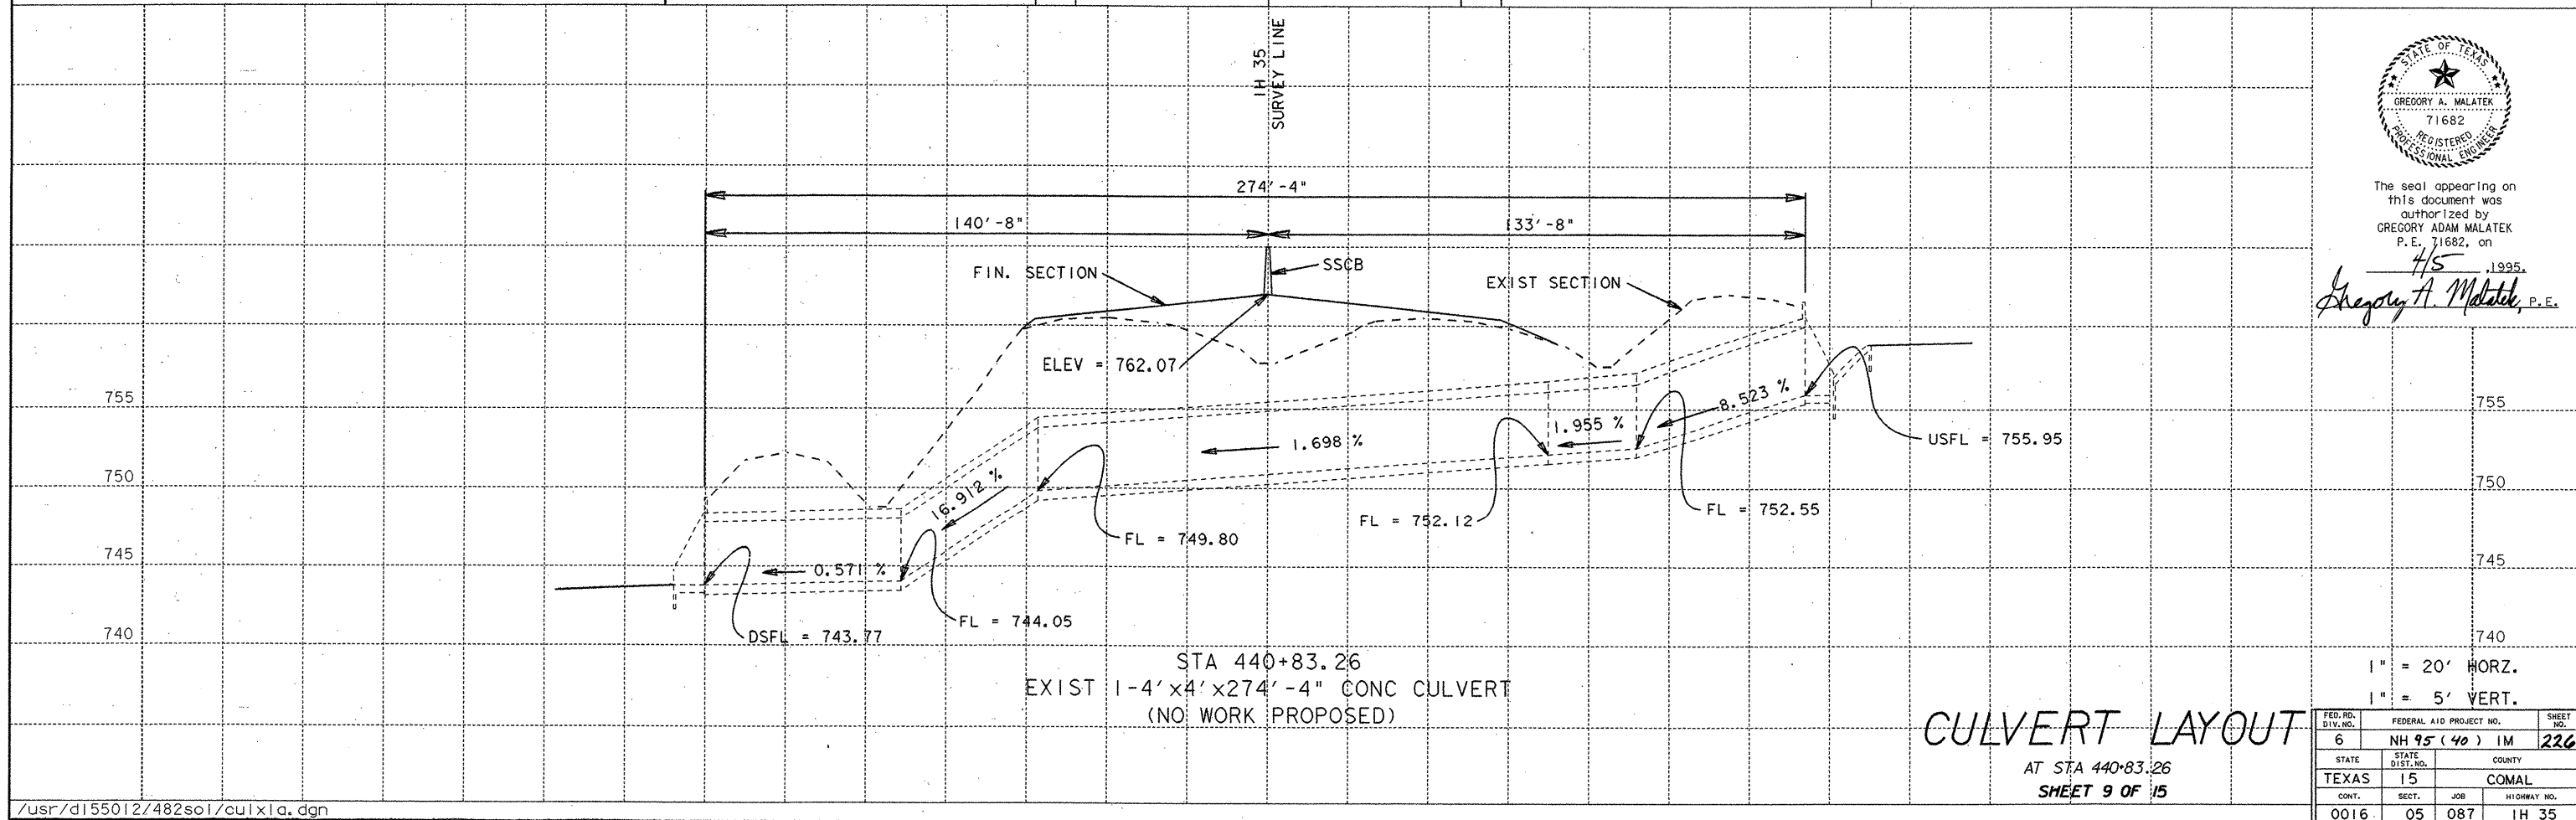 IH 35
SURVEY LINE
274'-4"
140'-8"
133'-8"
FIN. SECTION
SSCB
EXIST SECTION
ELEV = 762.07
755
750
745
740
16.912 %
1.698 %
1.955 %
8.523 %
0.571 %
USFL = 755.95
FL = 752.55
FL = 752.12
FL = 749.80
FL = 744.05
DSFL = 743.77
755
750
745
740
STA 440+83.26
EXIST 1-4'x4'x274'-4" CONC CULVERT
(NO WORK PROPOSED)
STATE OF TEXAS
GREGORY A. MALATEK
71682
REGISTERED
PROFESSIONAL ENGINEER
The seal appearing on
this document was
authorized by
GREGORY ADAM MALATEK
P.E. 71682, on
4/5 ,1995.
Gregory A. Malatek, P.E.
1" = 20' HORZ.
1" = 5' VERT.
CULVERT LAYOUT
AT STA 440+83.26
SHEET 9 OF 15
FED.RD. DIV.NO.
FEDERAL AID PROJECT NO.
SHEET NO.
6
NH 95 (40) IM
226
STATE
STATE DIST.NO.
COUNTY
TEXAS
15
COMAL
CONT.
SECT.
JOB
HIGHWAY NO.
0016
05
087
IH 35
/usr/d155012/482sol/culx1a.dgn